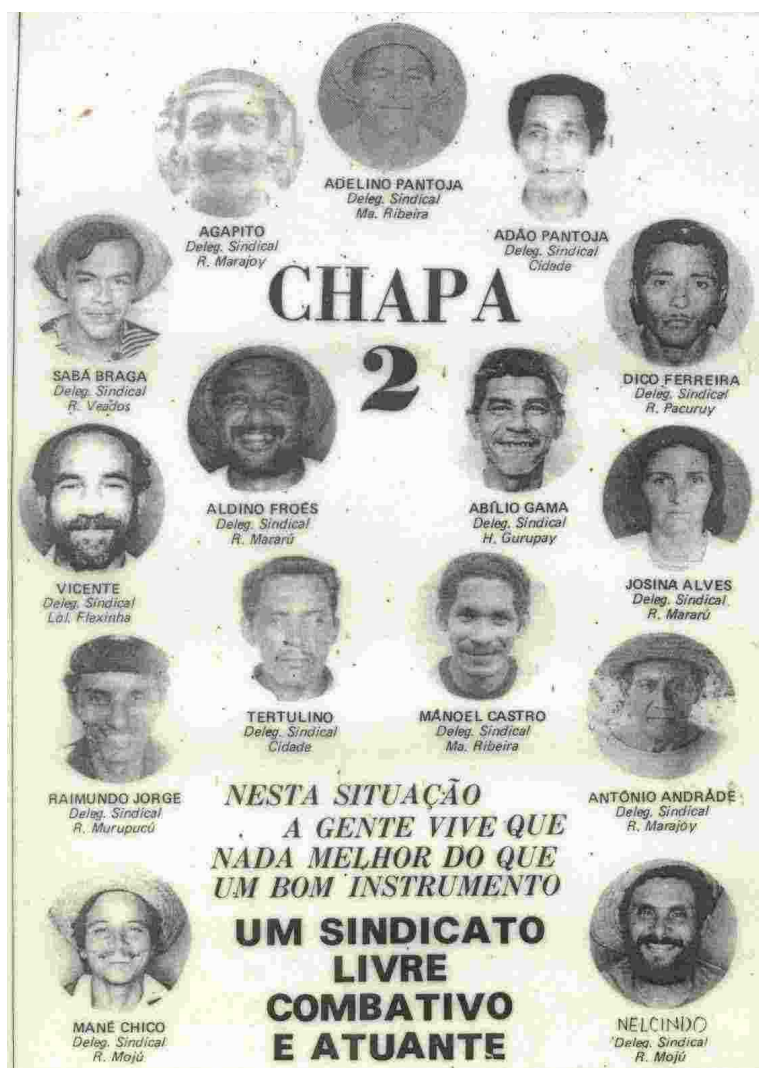 ADELINO PANTOJA
Deleg. Sindical
Ma. Ribeira
AGAPITO
Deleg. Sindical
R. Marajoy
ADÃO PANTOJA
Deleg. Sindical
Cidade
CHAPA
2
SABÁ BRAGA
Deleg. Sindical
R. Veados
DICO FERREIRA
Deleg. Sindical
R. Pacuruy
ALDINO FROÉS
Deleg. Sindical
R. Mararú
ABÍLIO GAMA
Deleg. Sindical
H. Gurupay
VICENTE
Deleg. Sindical
Lol. Flexinha
JOSINA ALVES
Deleg. Sindical
R. Mararú
TERTULINO
Deleg. Sindical
Cidade
MANOEL CASTRO
Deleg. Sindical
Ma. Ribeira
RAIMUNDO JORGE
Deleg. Sindical
R. Murupucú
ANTÔNIO ANDRADE
Deleg. Sindical
R. Marajoy
NESTA SITUAÇÃO
A GENTE VIVE QUE
NADA MELHOR DO QUE
UM BOM INSTRUMENTO
UM SINDICATO
LIVRE
COMBATIVO
E ATUANTE
MANÉ CHICO
Deleg. Sindical
R. Mojú
NELCINDO
Deleg. Sindical
R. Mojú